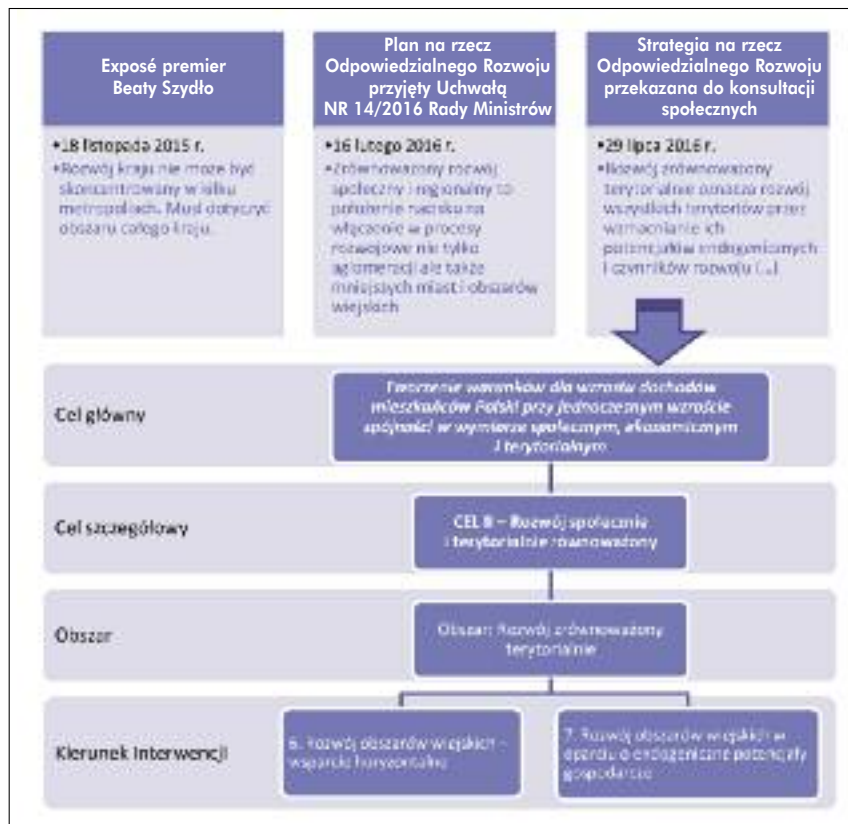 Exposé premier
Beaty Szydło
Plan na rzecz
Odpowiedzialnego Rozwoju
przyjęty Uchwałą
NR 14/2016 Rady Ministrów
Strategia na rzecz
Odpowiedzialnego Rozwoju
przekazana do konsultacji
społecznych
•18 listopada 2015 r.
•Rozwój kraju nie może być
skoncentrowany w kilku
metropoliach. Musi dotyczyć
obszaru całego kraju.
•16 lutego 2016 r.
•Zrównoważony rozwój
społeczny i regionalny to
położenie nacisku na
włączenie w procesy
rozwojowe nie tylko
aglomeracji ale także
mniejszych miast i obszarów
wiejskich
•29 lipca 2016 r.
•Rozwój zrównoważony
terytorialnie oznacza rozwój
wszystkich terytoriów przez
wzmacnianie ich
potencjałów endogenicznych
i czynników rozwoju (...)
Cel główny
Tworzenie warunków dla wzrostu dochodów
mieszkańców Polski przy jednoczesnym wzroście
spójności w wymiarze społecznym, ekonomicznym
i terytorialnym
Cel szczegółowy
CEL II – Rozwój społecznie
i terytorialnie równoważony
Obszar
Obszar: Rozwój zrównoważony
terytorialnie
Kierunek Interwencji
6. Rozwój obszarów wiejskich –
wsparcie horyzontalne
7. Rozwój obszarów wiejskich w
oparciu o endogeniczne potencjały
gospodarcze